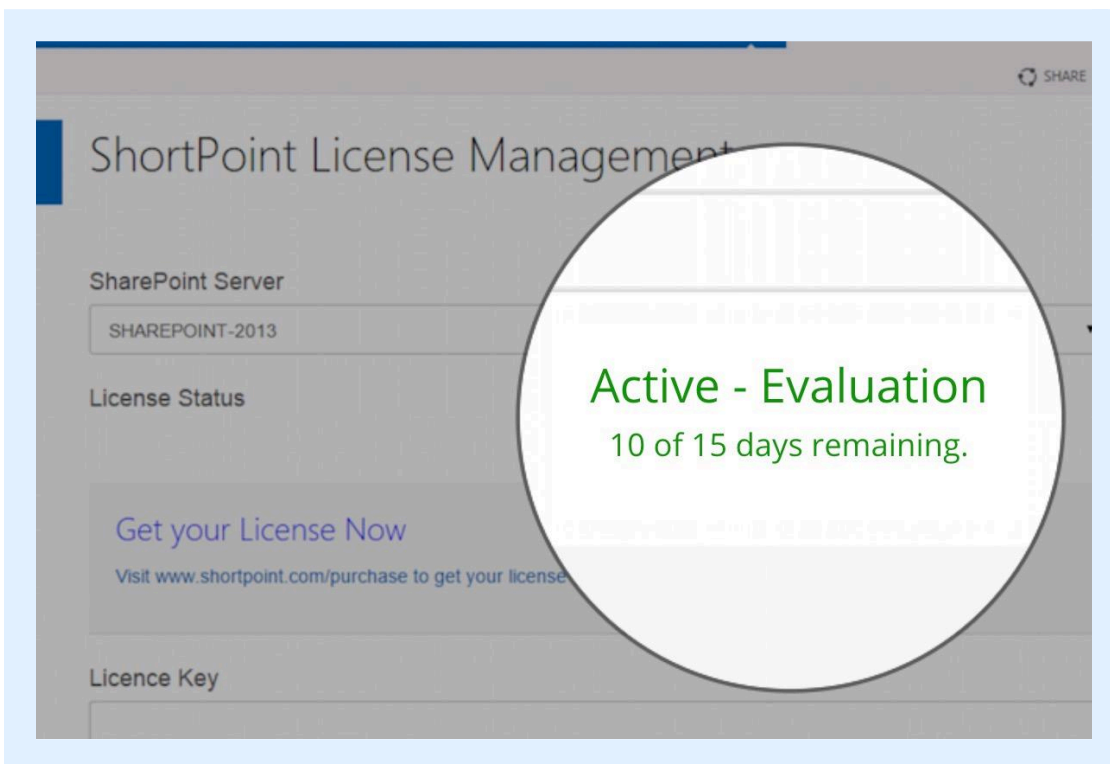 SHARE
ShortPoint License Management
SharePoint Server
SHAREPOINT-2013
License Status
Active - Evaluation
10 of 15 days remaining.
Get your License Now
Visit www.shortpoint.com/purchase to get your license
Licence Key